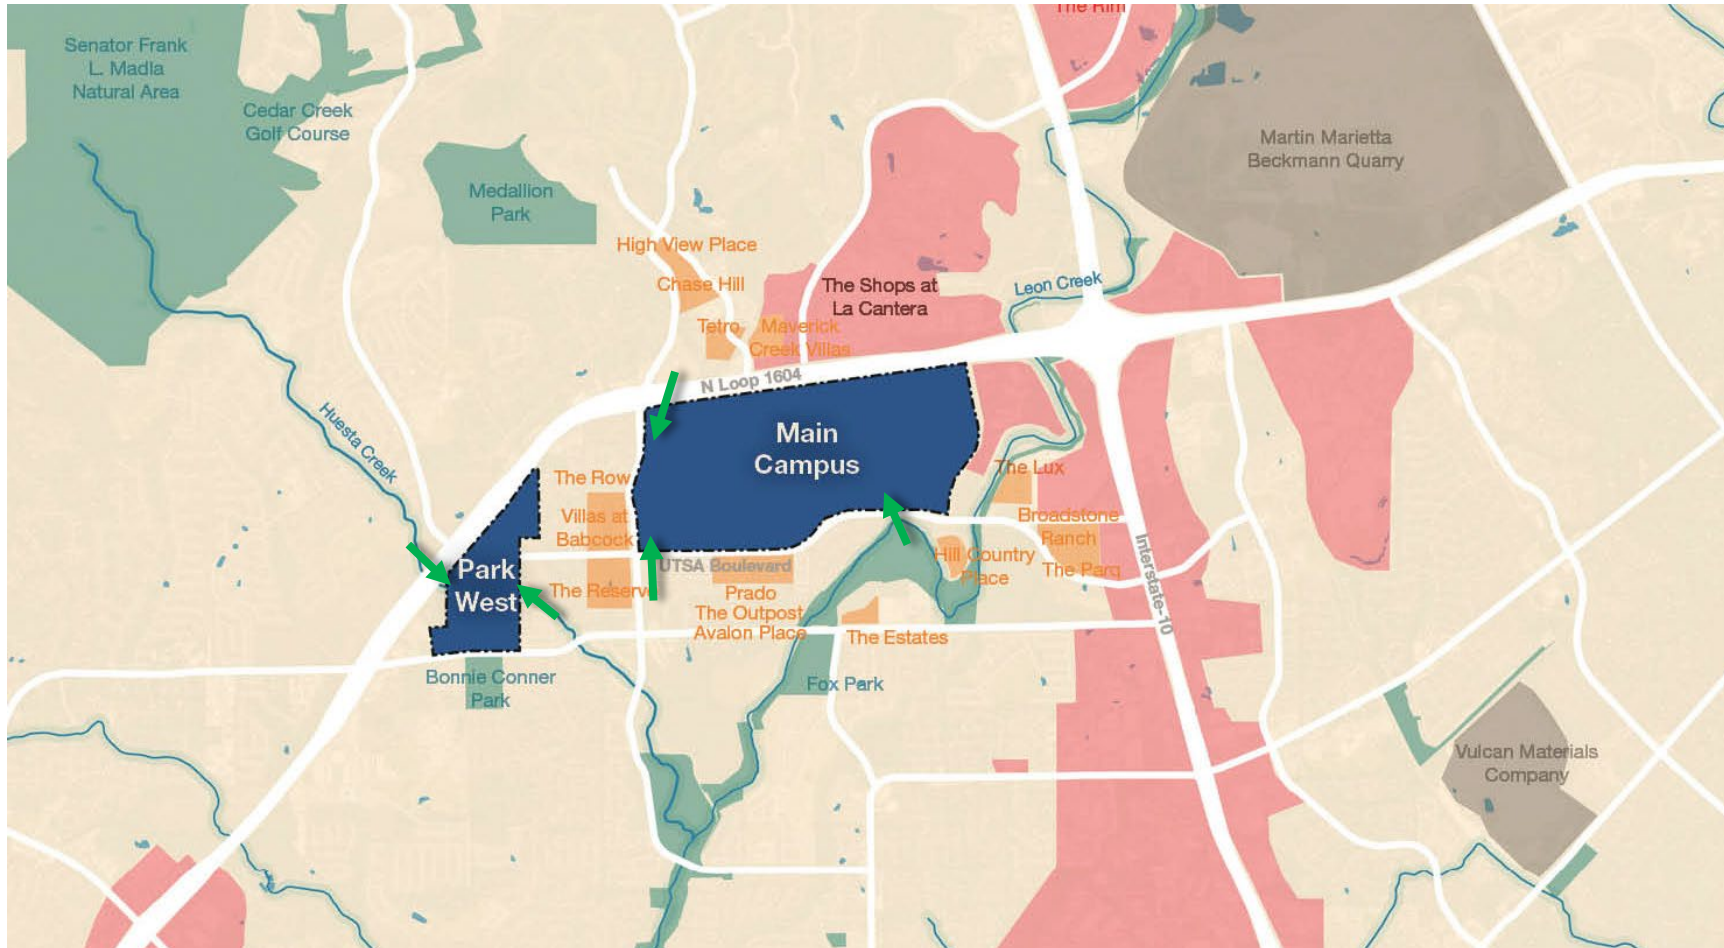 The Rim
Senator Frank
L. Madla
Natural Area
Cedar Creek
Golf Course
Martin Marietta
Beckmann Quarry
Medallion
Park
High View Place
Chase Hill
The Shops at
La Cantera
Leon Creek
Tetro
Maverick
Creek Villas
N Loop 1604
Huesta Creek
Main
Campus
The Row
The Lux
Villas at
Babcock
Broadstone
Ranch
Hill Country
Place
The Parq
Interstate-10
Park
West
UTSA Boulevard
The Reserve
Prado
The Outpost
Avalon Place
The Estates
Bonnie Conner
Park
Fox Park
Vulcan Materials
Company